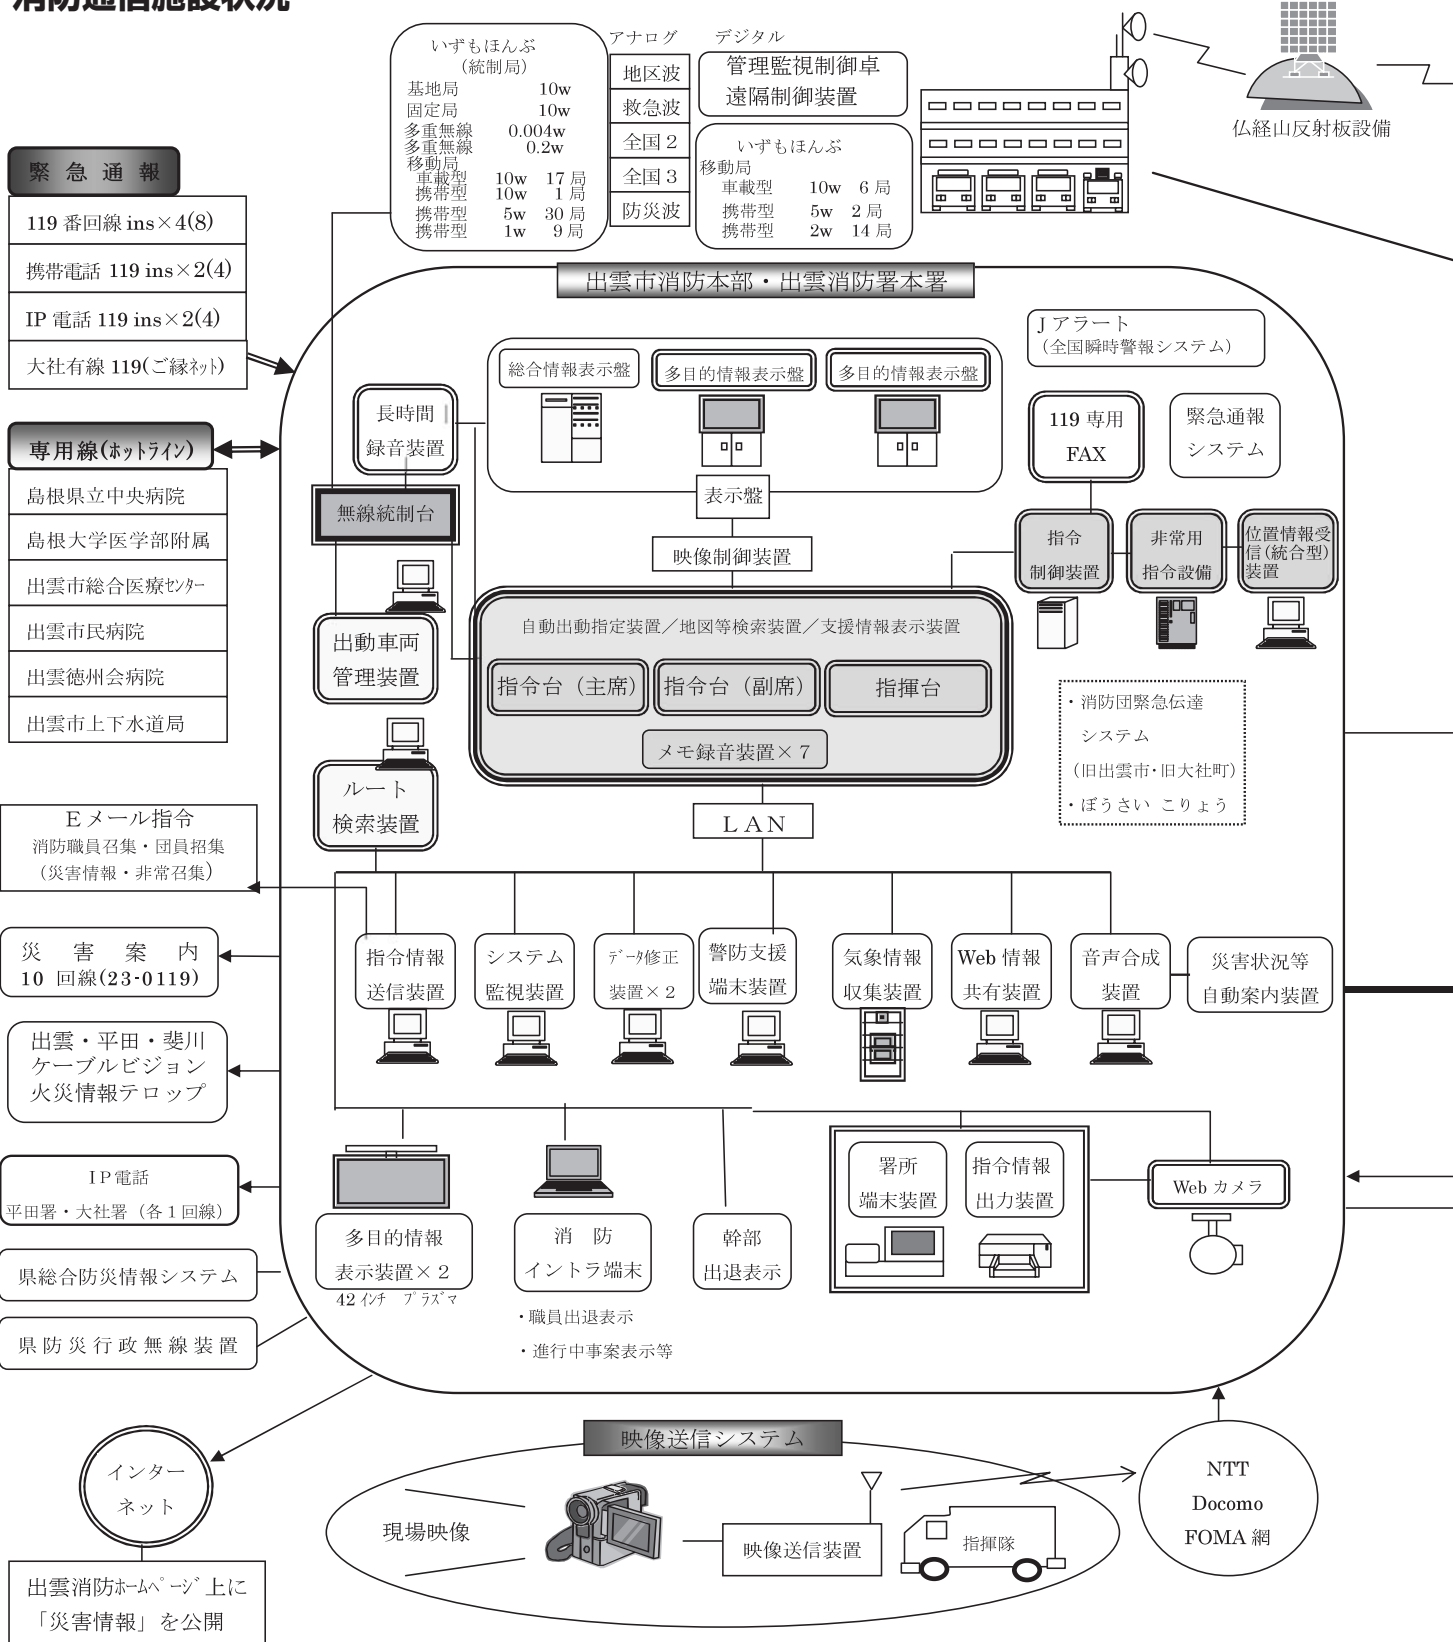 消防通信施設状況
いずもほんぶ
（統制局）
基地局 10w
固定局 10w
多重無線 0.004w
多重無線 0.2w
移動局
車載型 10w 17 局
携帯型 10w 1 局
携帯型 5w 30 局
携帯型 1w 9 局
アナログ
地区波
救急波
全国２
全国３
防災波
デジタル
管理監視制御卓
遠隔制御装置
いずもほんぶ
移動局
車載型 10w 6 局
携帯型 5w 2 局
携帯型 2w 14 局
仏経山反射板設備
緊急通報
119 番回線 ins×4(8)
携帯電話 119 ins×2(4)
IP 電話 119 ins×2(4)
大社有線 119(ご縁ネット)
専用線(ホットライン)
島根県立中央病院
島根大学医学部附属
出雲市総合医療センター
出雲市民病院
出雲徳州会病院
出雲市上下水道局
Ｅメール指令
消防職員召集・団員招集
（災害情報・非常召集）
災害案内
10 回線(23-0119)
出雲・平田・斐川
ケーブルビジョン
火災情報テロップ
ＩＰ電話
平田署・大社署（各１回線）
県総合防災情報システム
県防災行政無線装置
インター
ネット
出雲消防ホームページ上に
「災害情報」を公開
出雲市消防本部・出雲消防署本署
総合情報表示盤
多目的情報表示盤
多目的情報表示盤
表示盤
映像制御装置
Ｊアラート
（全国瞬時警報システム）
長時間
録音装置
無線統制台
119 専用
FAX
緊急通報
システム
指令
制御装置
非常用
指令設備
位置情報受
信（統合型）
装置
出動車両
管理装置
自動出動指定装置／地図等検索装置／支援情報表示装置
指令台（主席）
指令台（副席）
指揮台
メモ録音装置×７
・消防団緊急伝達
システム
（旧出雲市・旧大社町）
・ぼうさい こりょう
ルート
検索装置
ＬＡＮ
指令情報
送信装置
システム
監視装置
データ修正
装置×２
警防支援
端末装置
気象情報
収集装置
Web 情報
共有装置
音声合成
装置
災害状況等
自動案内装置
多目的情報
表示装置×２
42 インチ プラズマ
消 防
イントラ端末
・職員出退表示
・進行中事案表示等
幹部
出退表示
署所
端末装置
指令情報
出力装置
Web カメラ
映像送信システム
現場映像
映像送信装置
指揮隊
NTT
Docomo
FOMA 網